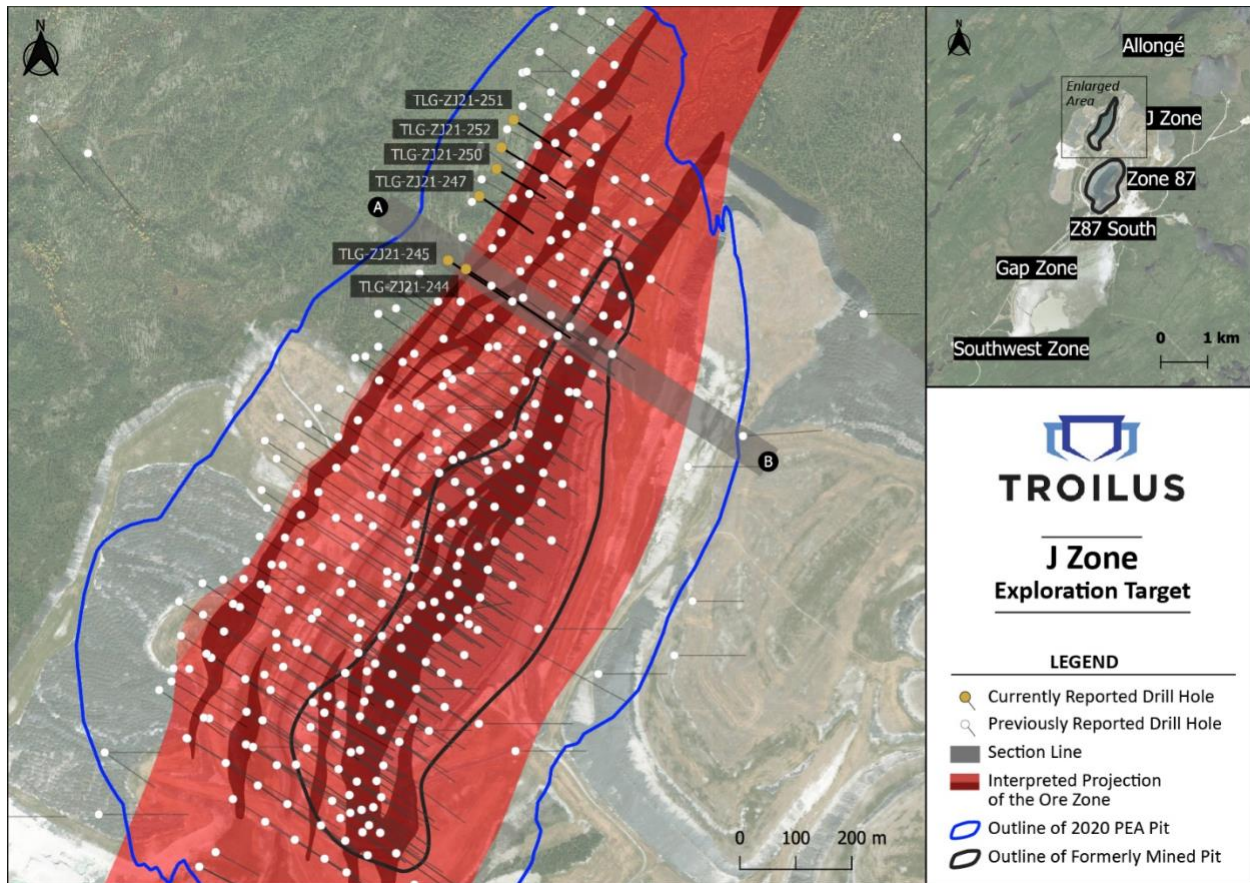 N
TLG-ZJ21-251
TLG-ZJ21-252
TLG-ZJ21-250
TLG-ZJ21-247
A
TLG-ZJ21-245
TLG-ZJ21-244
B
0 100 200 m
N
Allongé
Enlarged
Area
J Zone
Zone 87
Z87 South
Gap Zone
Southwest Zone
0 1 km
TROILUS
J Zone
Exploration Target
LEGEND
Currently Reported Drill Hole
Previously Reported Drill Hole
Section Line
Interpreted Projection
of the Ore Zone
Outline of 2020 PEA Pit
Outline of Formerly Mined Pit